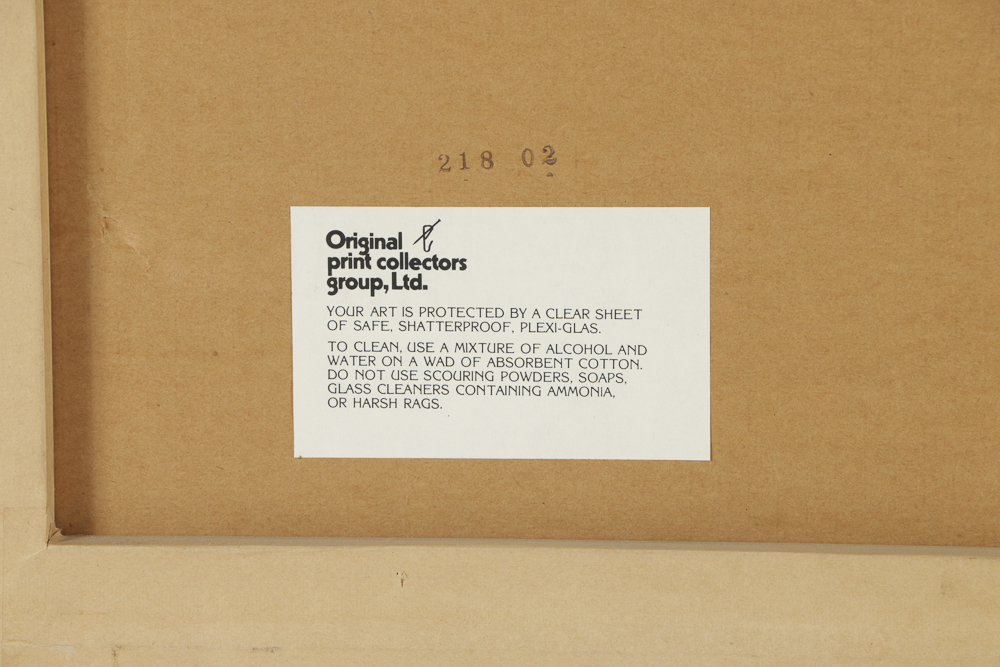 218 02
Original
print collectors
group, Ltd.
YOUR ART IS PROTECTED BY A CLEAR SHEET
OF SAFE, SHATTERPROOF, PLEXI-GLAS.
TO CLEAN, USE A MIXTURE OF ALCOHOL AND
WATER ON A WAD OF ABSORBENT COTTON.
DO NOT USE SCOURING POWDERS, SOAPS,
GLASS CLEANERS CONTAINING AMMONIA,
OR HARSH RAGS.